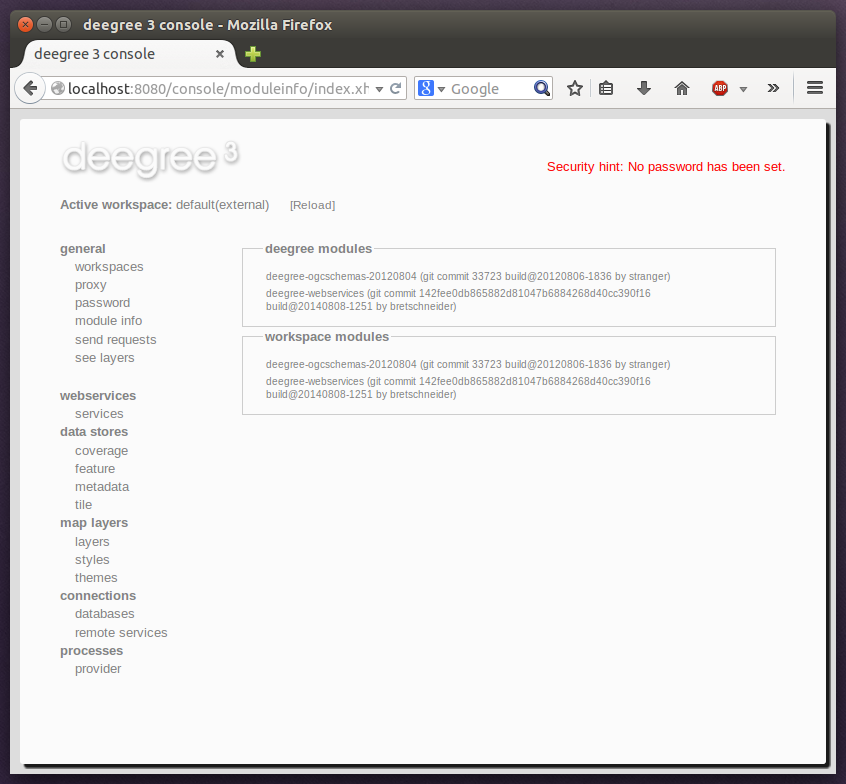 deegree 3 console - Mozilla Firefox
deegree 3 console
localhost:8080/console/moduleinfo/index.xh
8
Google
ABP
deegree 3
Security hint: No password has been set.
Active workspace: default(external) [Reload]
general
workspaces
proxy
password
module info
send requests
see layers
webservices
services
data stores
coverage
feature
metadata
tile
map layers
layers
styles
themes
connections
databases
remote services
processes
provider
deegree modules
deegree-ogcschemas-20120804 (git commit 33723 build@20120806-1836 by stranger)
deegree-webservices (git commit 142fee0db865882d81047b6884268d40cc390f16
build@20140808-1251 by bretschneider)
workspace modules
deegree-ogcschemas-20120804 (git commit 33723 build@20120806-1836 by stranger)
deegree-webservices (git commit 142fee0db865882d81047b6884268d40cc390f16
build@20140808-1251 by bretschneider)